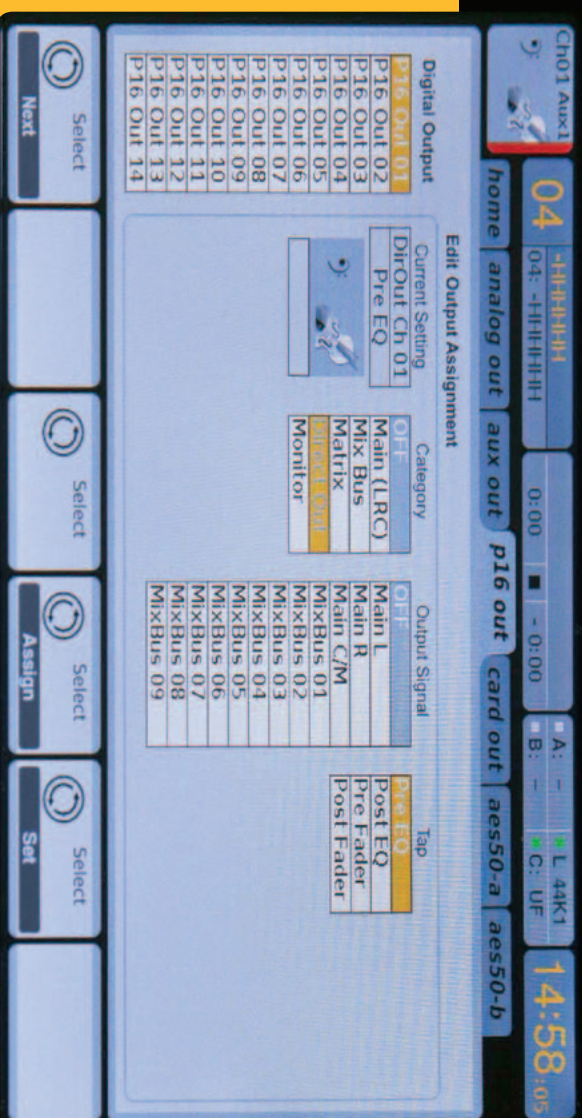 Ch01 Aux1
04
-HHHHHH
04: -HHHHHH
0:00
- 0:00
A: -
L 44K1
B: -
C: UF
14:58:05
home
analog out
aux out
p16 out
card out
aes50-a
aes50-b
Edit Output Assignment
Digital Output
P16 Out 01
P16 Out 02
P16 Out 03
P16 Out 04
P16 Out 05
P16 Out 06
P16 Out 07
P16 Out 08
P16 Out 09
P16 Out 10
P16 Out 11
P16 Out 12
P16 Out 13
P16 Out 14
Current Setting
DirOut Ch 01
Pre EQ
Category
OFF
Main (LRC)
Mix Bus
Matrix
Direct Out
Monitor
Output Signal
OFF
Main L
Main R
Main C/M
MixBus 01
MixBus 02
MixBus 03
MixBus 04
MixBus 05
MixBus 06
MixBus 07
MixBus 08
MixBus 09
Tap
Pre EQ
Post EQ
Pre Fader
Post Fader
Select
Next
Select
Select
Assign
Select
Set